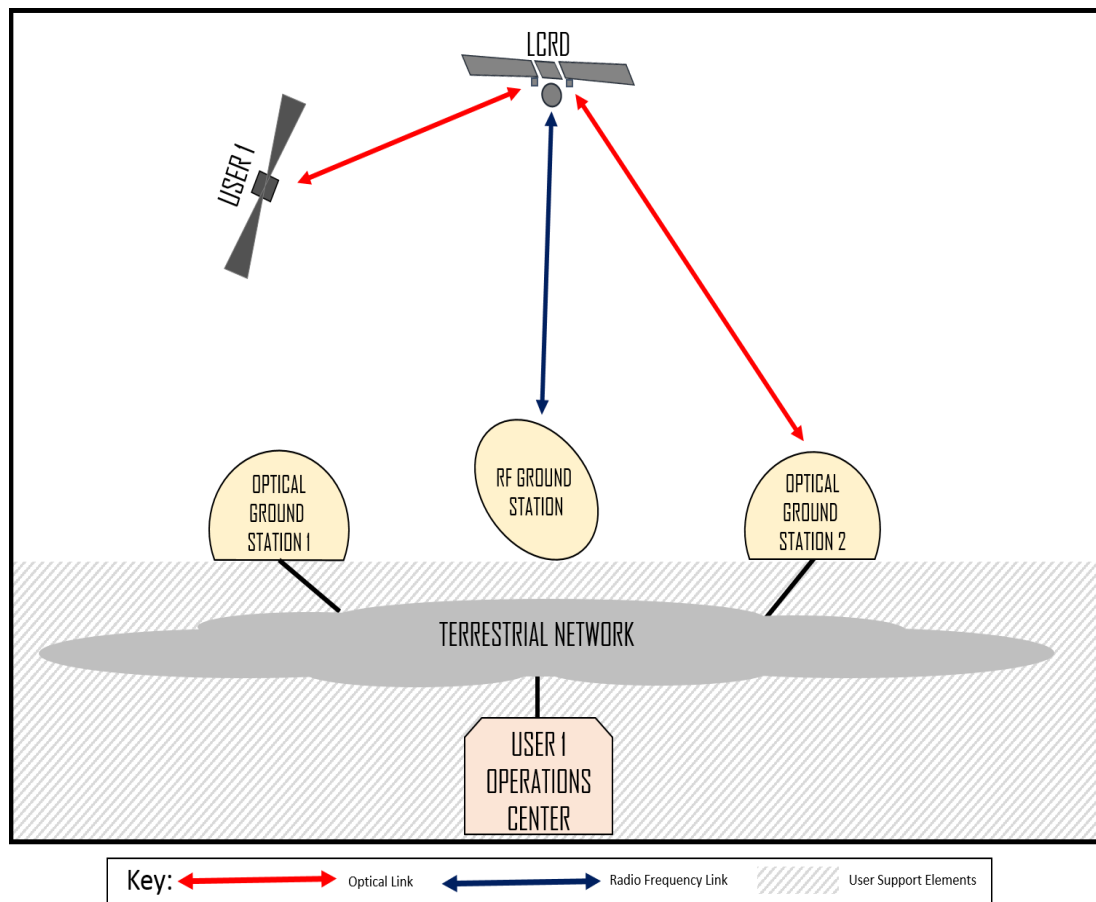 LCRD
USER 1
OPTICAL
GROUND
STATION 1
RF GROUND
STATION
OPTICAL
GROUND
STATION 2
TERRESTRIAL NETWORK
USER 1
OPERATIONS
CENTER
Key:
Optical Link
Radio Frequency Link
User Support Elements